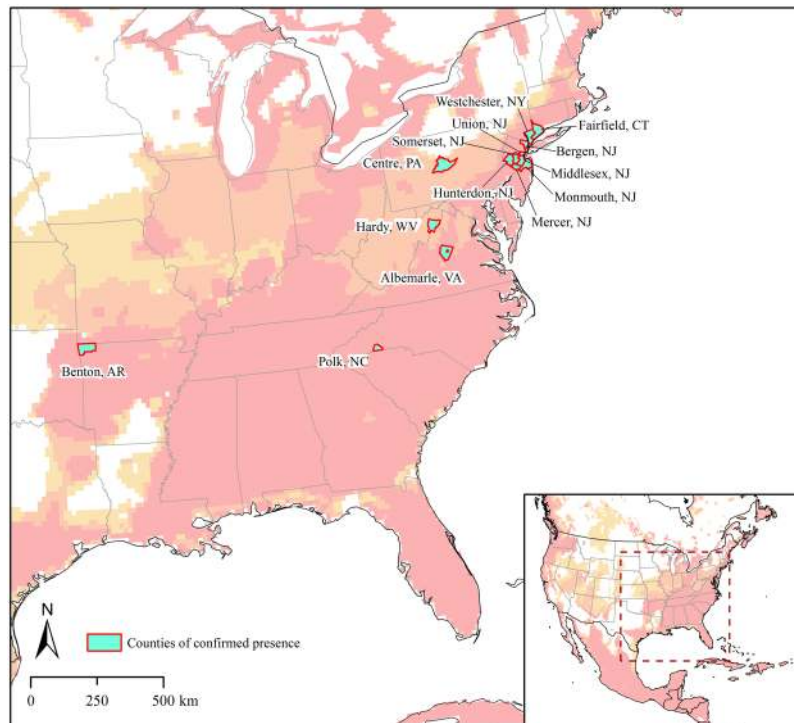 Westchester, NY
Union, NJ
Fairfield, CT
Somerset, NJ
Bergen, NJ
Centre, PA
Middlesex, NJ
Hunterdon, NJ
Monmouth, NJ
Mercer, NJ
Hardy, WV
Albemarle, VA
Benton, AR
Polk, NC
N
Counties of confirmed presence
0 250 500 km